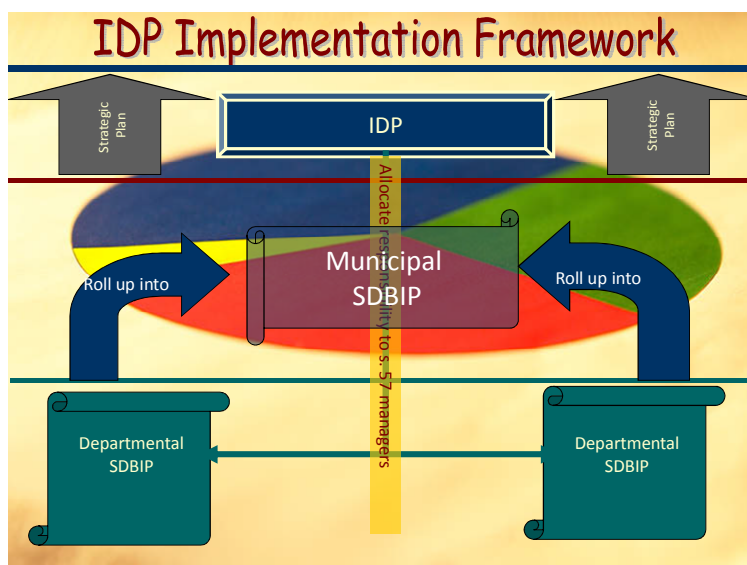 IDP Implementation Framework
Strategic
Plan
IDP
Strategic
Plan
Allocate responsibility to s. 57 managers
Municipal
SDBIP
Roll up into
Roll up into
Departmental
SDBIP
Departmental
SDBIP